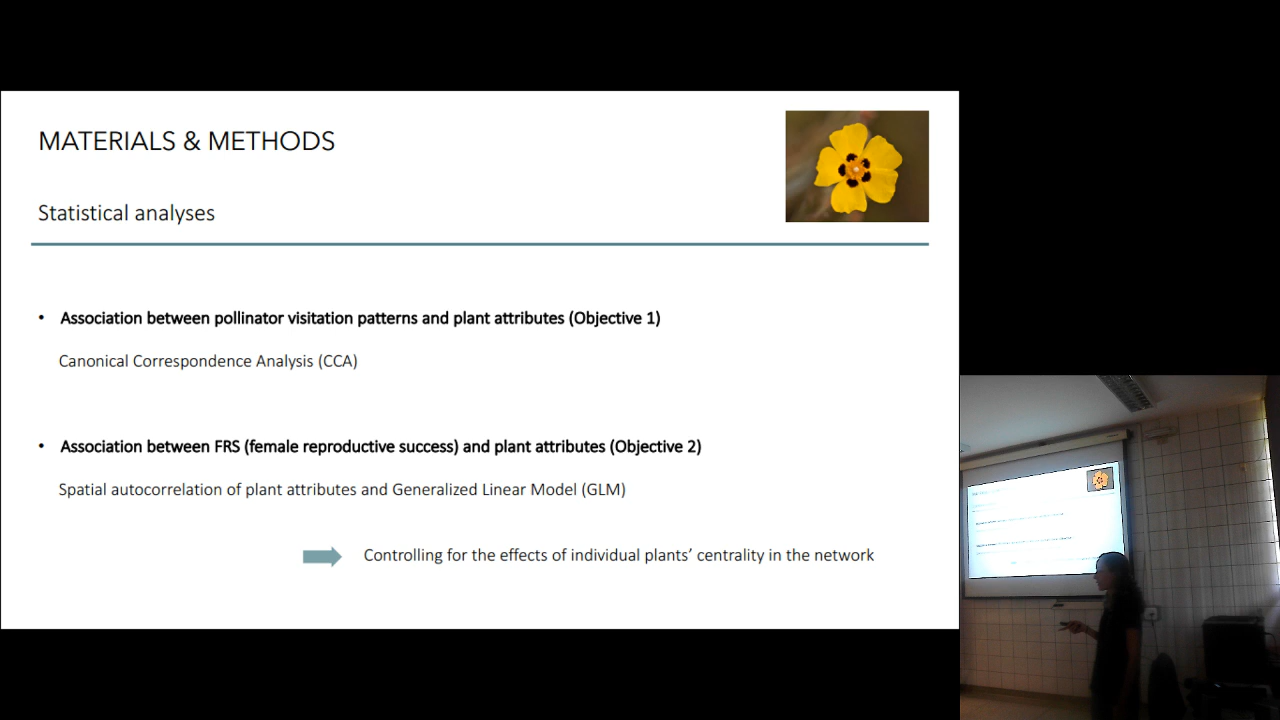 MATERIALS & METHODS
Statistical analyses
• Association between pollinator visitation patterns and plant attributes (Objective 1)
Canonical Correspondence Analysis (CCA)
• Association between FRS (female reproductive success) and plant attributes (Objective 2)
Spatial autocorrelation of plant attributes and Generalized Linear Model (GLM)
Controlling for the effects of individual plants’ centrality in the network